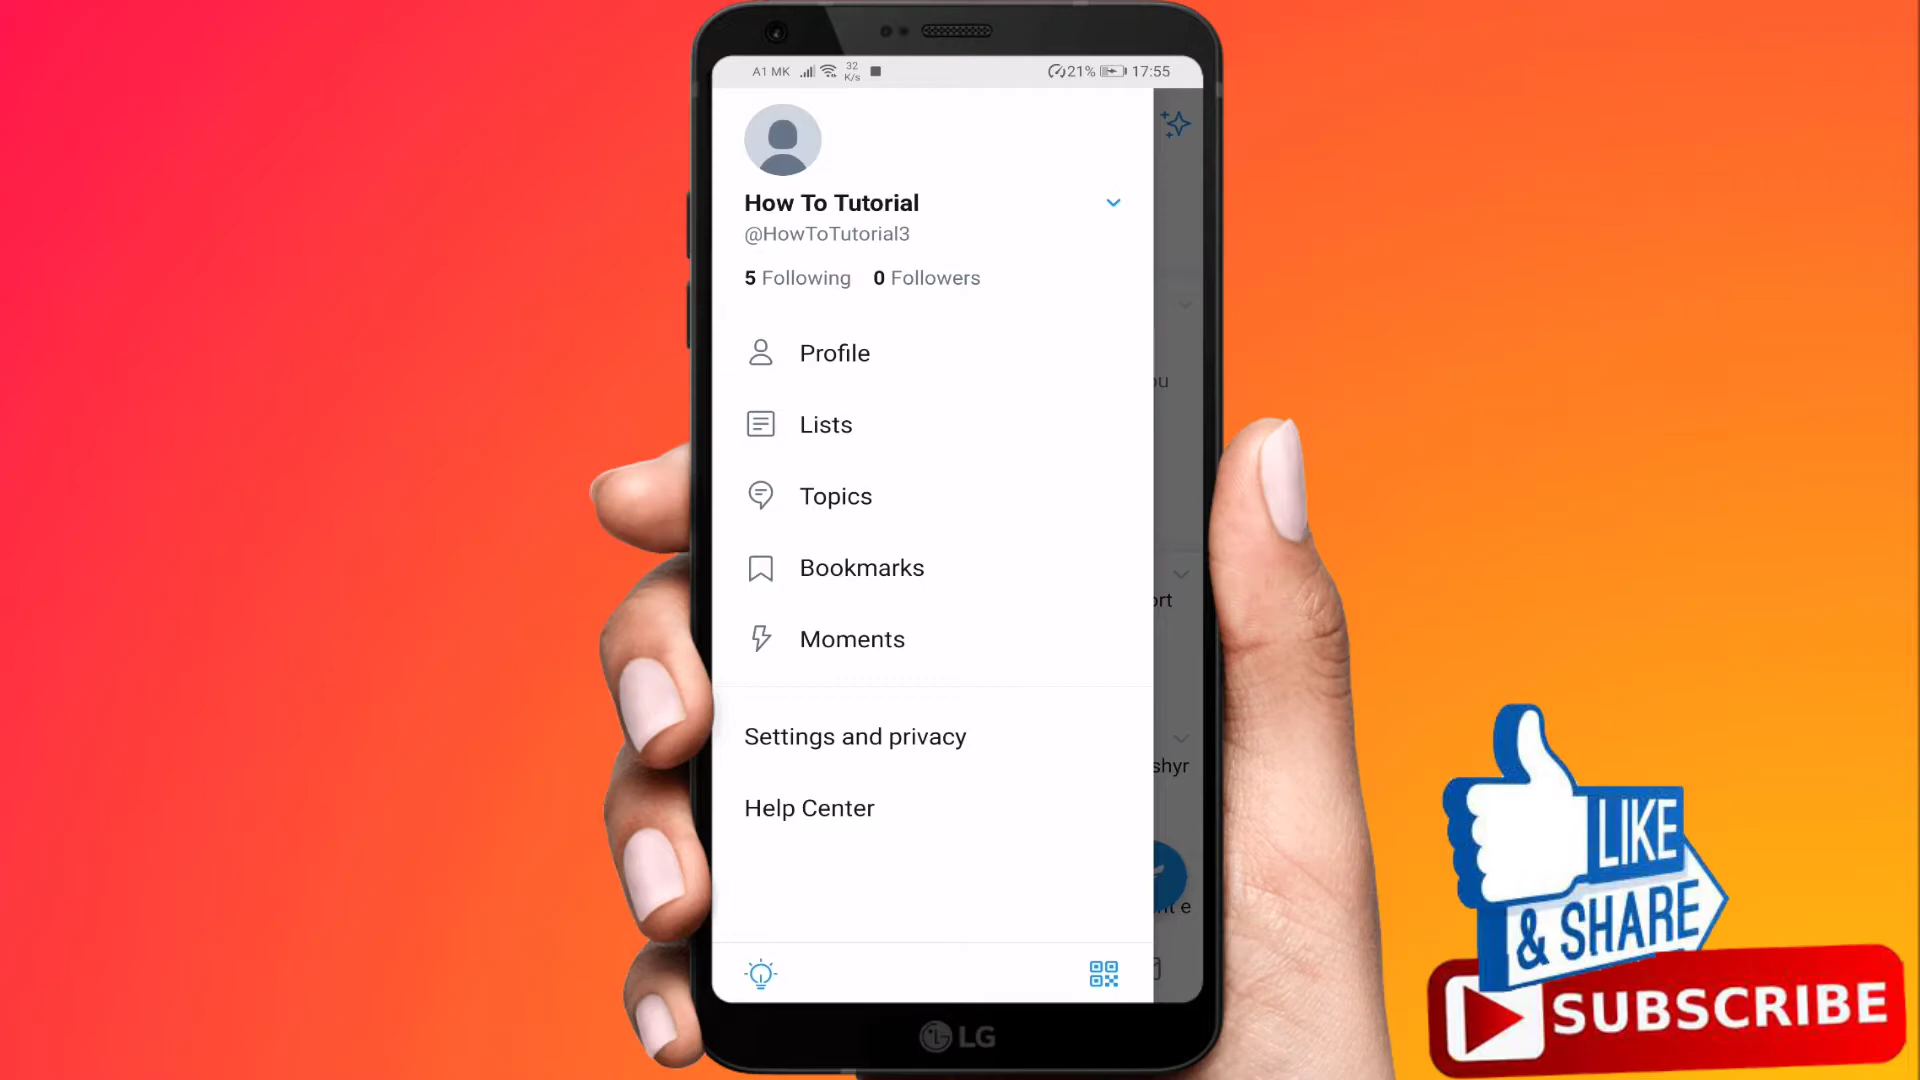 A1 MK 32 K/s 21% 17:55
How To Tutorial
@HowToTutorial3
5 Following 0 Followers
Profile
Lists
Topics
Bookmarks
Moments
Settings and privacy
Help Center
shyr
LG
LIKE
& SHARE
SUBSCRIBE